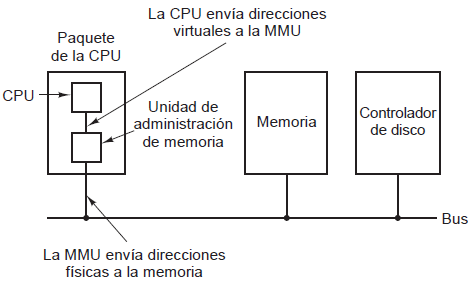 La CPU envía direcciones
virtuales a la MMU
Paquete
de la CPU
CPU
Unidad de
administración
de memoria
Memoria
Controlador
de disco
Bus
La MMU envía direcciones
físicas a la memoria